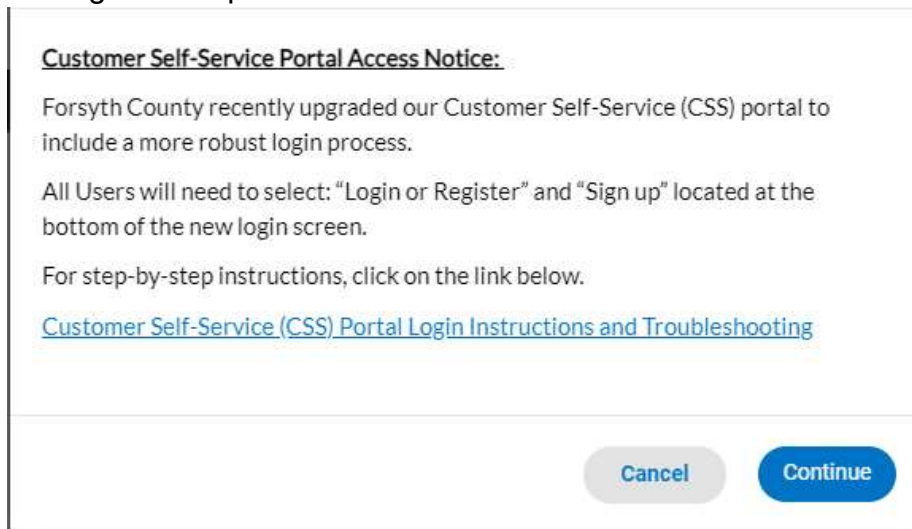 Customer Self-Service Portal Access Notice:
Forsyth County recently upgraded our Customer Self-Service (CSS) portal to
include a more robust login process.
All Users will need to select: “Login or Register” and “Sign up” located at the
bottom of the new login screen.
For step-by-step instructions, click on the link below.
Customer Self-Service (CSS) Portal Login Instructions and Troubleshooting
Cancel
Continue